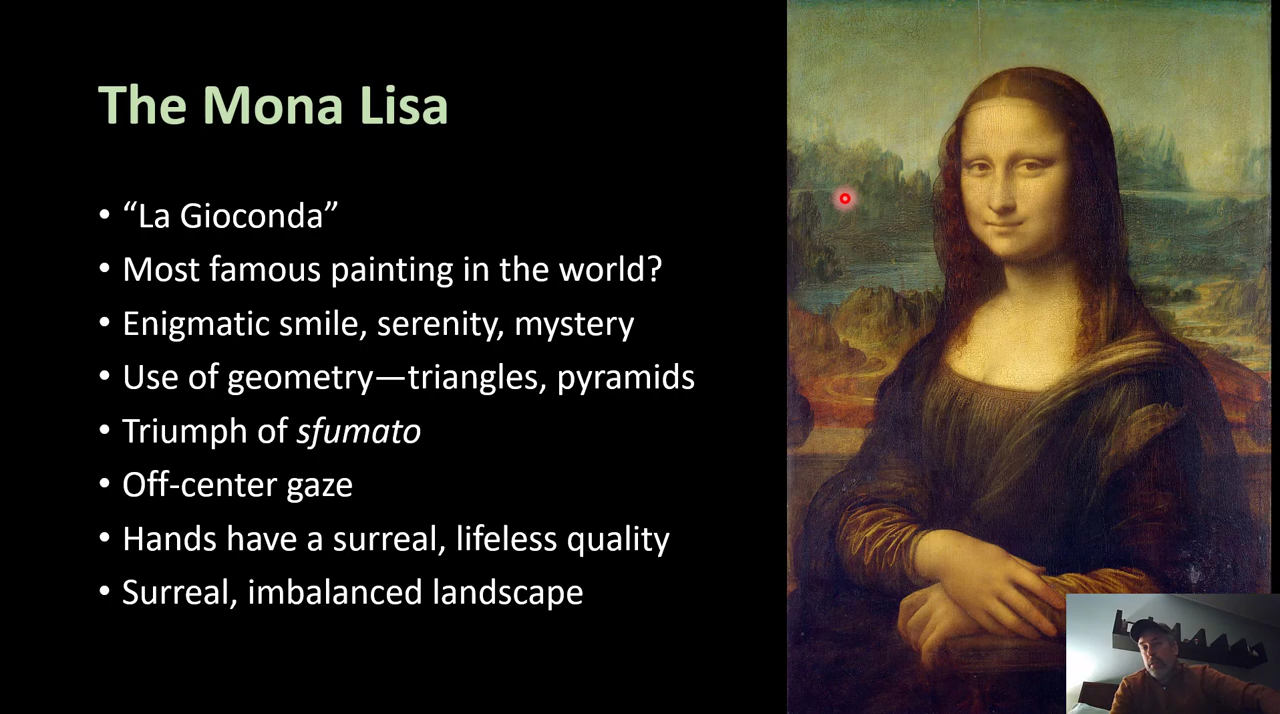 The Mona Lisa
• “La Gioconda”
• Most famous painting in the world?
• Enigmatic smile, serenity, mystery
• Use of geometry—triangles, pyramids
• Triumph of sfumato
• Off-center gaze
• Hands have a surreal, lifeless quality
• Surreal, imbalanced landscape